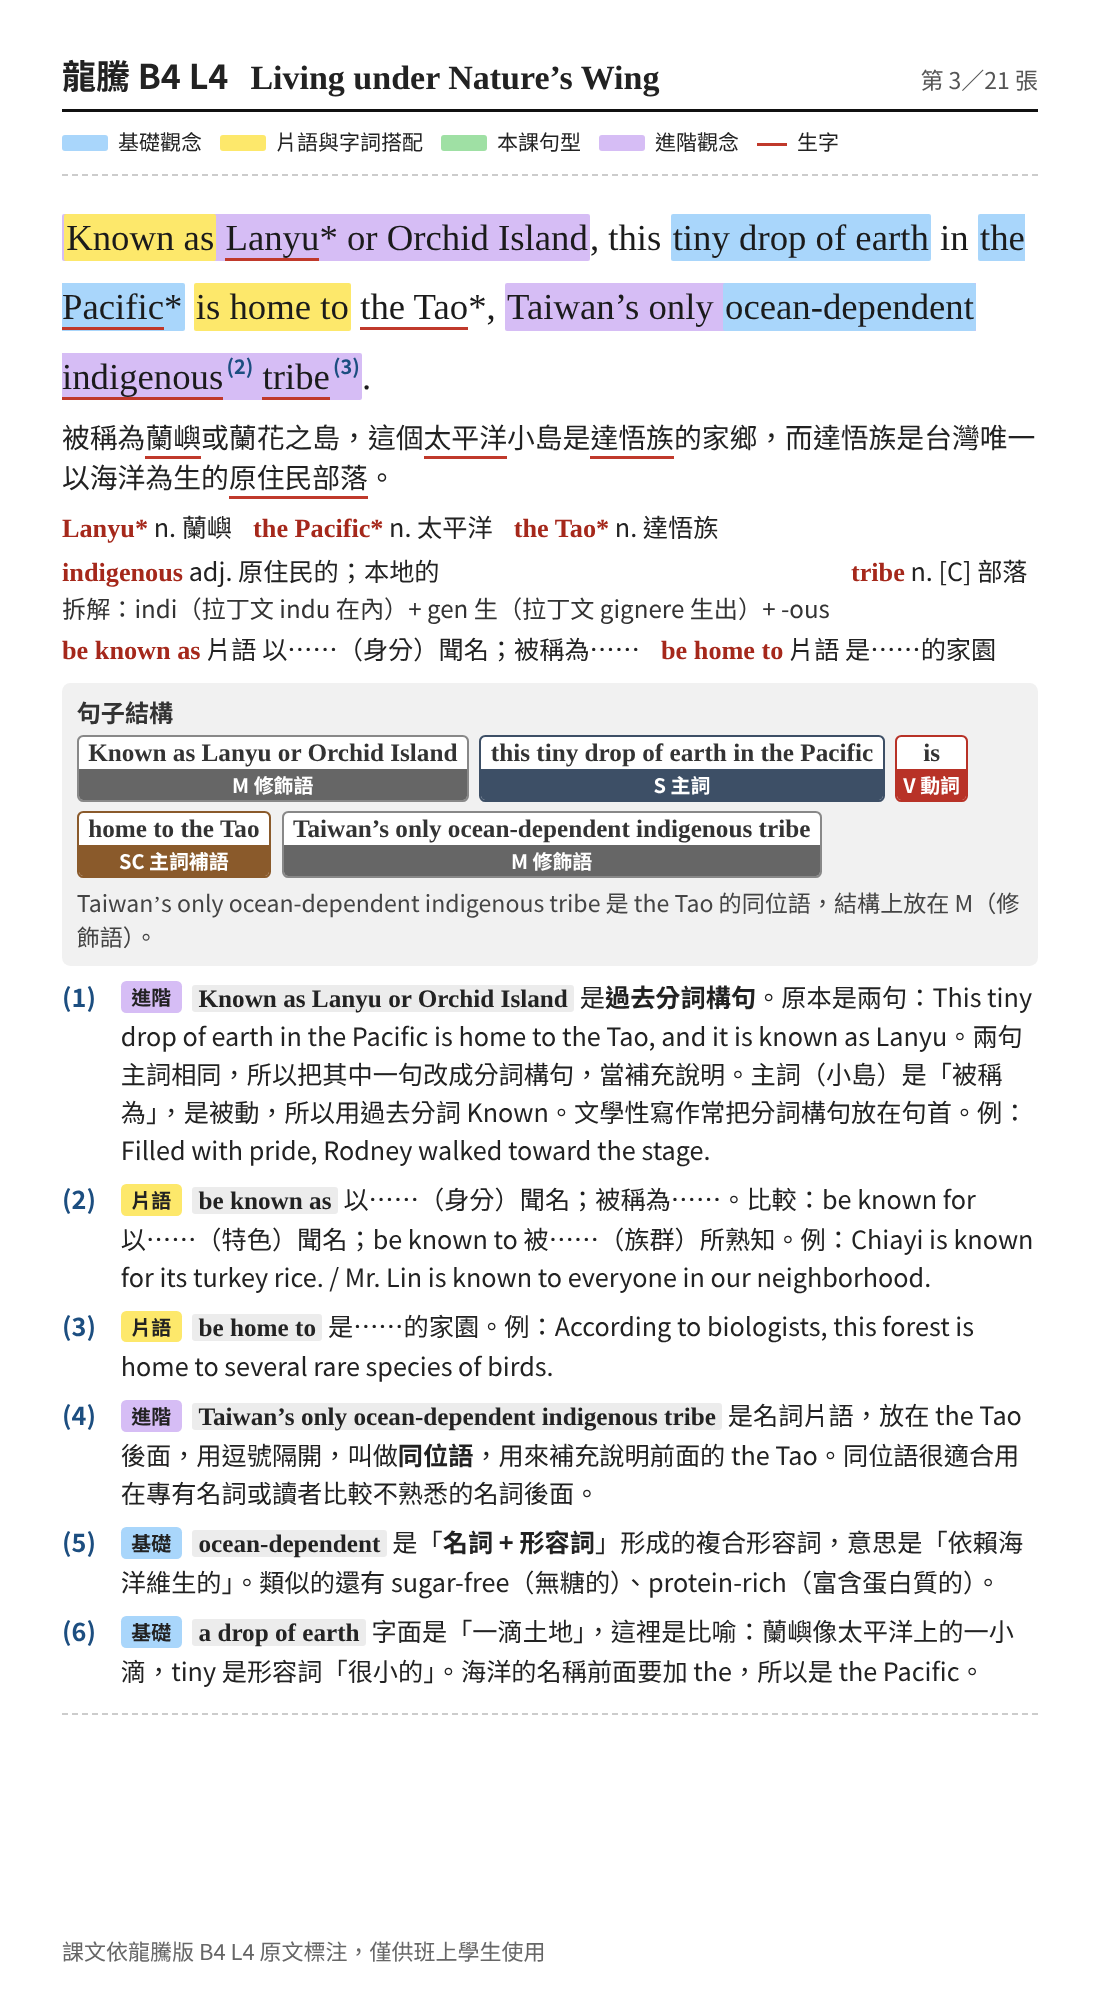 龍騰 B4 L4 Living under Nature’s Wing 第 3／21 張
基礎觀念 片語與字詞搭配 本課句型 進階觀念 生字
Known as Lanyu* or Orchid Island, this tiny drop of earth in the
Pacific* is home to the Tao*, Taiwan’s only ocean-dependent
indigenous(2) tribe(3).
被稱為蘭嶼或蘭花之島，這個太平洋小島是達悟族的家鄉，而達悟族是台灣唯一
以海洋為生的原住民部落。
Lanyu* n. 蘭嶼 the Pacific* n. 太平洋 the Tao* n. 達悟族
indigenous adj. 原住民的；本地的 tribe n. [C] 部落
拆解：indi（拉丁文 indu 在內）+ gen 生（拉丁文 gignere 生出）+ -ous
be known as 片語 以……（身分）聞名；被稱為…… be home to 片語 是……的家園
句子結構
Known as Lanyu or Orchid Island this tiny drop of earth in the Pacific is
M 修飾語 S 主詞 V 動詞
home to the Tao Taiwan’s only ocean-dependent indigenous tribe
SC 主詞補語 M 修飾語
Taiwan’s only ocean-dependent indigenous tribe 是 the Tao 的同位語，結構上放在 M（修
飾語）。
(1) 進階 Known as Lanyu or Orchid Island 是過去分詞構句。原本是兩句：This tiny
drop of earth in the Pacific is home to the Tao, and it is known as Lanyu。兩句
主詞相同，所以把其中一句改成分詞構句，當補充說明。主詞（小島）是「被稱
為」，是被動，所以用過去分詞 Known。文學性寫作常把分詞構句放在句首。例：
Filled with pride, Rodney walked toward the stage.
(2) 片語 be known as 以……（身分）聞名；被稱為……。比較：be known for
以……（特色）聞名；be known to 被……（族群）所熟知。例：Chiayi is known
for its turkey rice. / Mr. Lin is known to everyone in our neighborhood.
(3) 片語 be home to 是……的家園。例：According to biologists, this forest is
home to several rare species of birds.
(4) 進階 Taiwan’s only ocean-dependent indigenous tribe 是名詞片語，放在 the Tao
後面，用逗號隔開，叫做同位語，用來補充說明前面的 the Tao。同位語很適合用
在專有名詞或讀者比較不熟悉的名詞後面。
(5) 基礎 ocean-dependent 是「名詞 + 形容詞」形成的複合形容詞，意思是「依賴海
洋維生的」。類似的還有 sugar-free（無糖的）、protein-rich（富含蛋白質的）。
(6) 基礎 a drop of earth 字面是「一滴土地」，這裡是比喻：蘭嶼像太平洋上的一小
滴，tiny 是形容詞「很小的」。海洋的名稱前面要加 the，所以是 the Pacific。
課文依龍騰版 B4 L4 原文標注，僅供班上學生使用